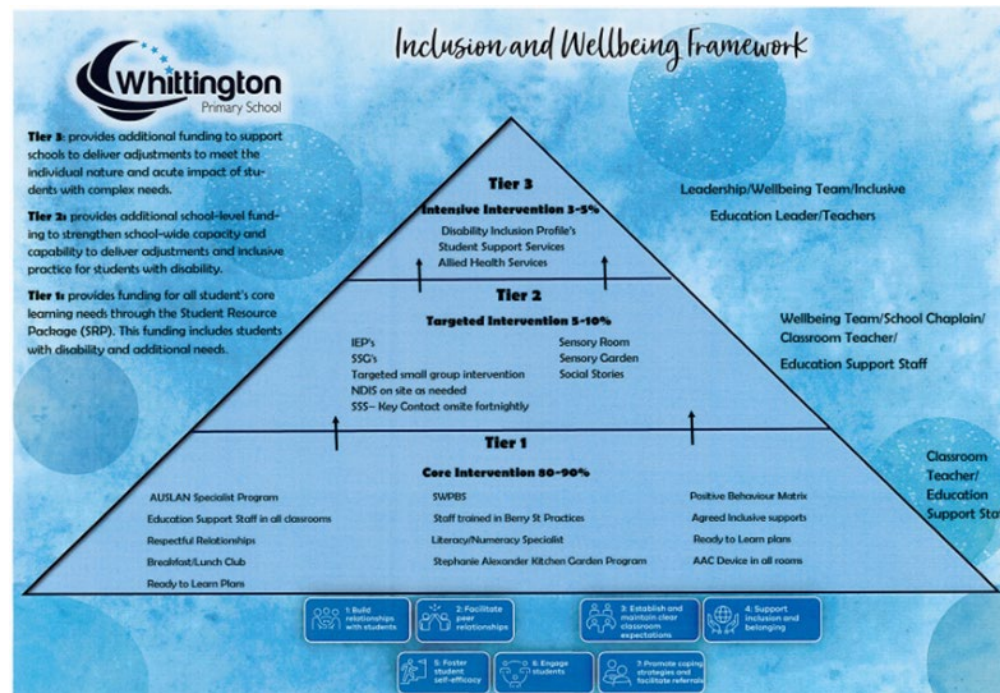 Inclusion and Wellbeing Framework
Whittington
Primary School
Tier 3: provides additional funding to support
schools to deliver adjustments to meet the
individual nature and acute impact of stu-
dents with complex needs.
Tier 2: provides additional school-level fund-
ing to strengthen school-wide capacity and
capability to deliver adjustments and inclusive
practice for students with disability.
Tier 1: provides funding for all student's core
learning needs through the Student Resource
Package (SRP). This funding includes students
with disability and additional needs.
Tier 3
Intensive Intervention 3-5%
Disability Inclusion Profile's
Student Support Services
Allied Health Services
Leadership/Wellbeing Team/Inclusive
Education Leader/Teachers
Tier 2
Targeted Intervention 5-10%
IEP's
SSG's
Targeted small group intervention
NDIS on site as needed
SSS– Key Contact onsite fortnightly
Sensory Room
Sensory Garden
Social Stories
Wellbeing Team/School Chaplain/
Classroom Teacher/
Education Support Staff
Tier 1
Core Intervention 80-90%
AUSLAN Specialist Program
Education Support Staff in all classrooms
Respectful Relationships
Breakfast/Lunch Club
Ready to Learn Plans
SWPBS
Staff trained in Berry St Practices
Literacy/Numeracy Specialist
Stephanie Alexander Kitchen Garden Program
Positive Behaviour Matrix
Agreed Inclusive supports
Ready to Learn plans
AAC Device in all rooms
Classroom
Teacher/
Education
Support Sta
1: Build
relationships
with students
2: Facilitate
peer
relationships
3: Establish and
maintain clear
classroom
expectations
4: Support
inclusion and
belonging
5: Foster
student
self-efficacy
6: Engage
students
7: Promote coping
strategies and
facilitate referrals